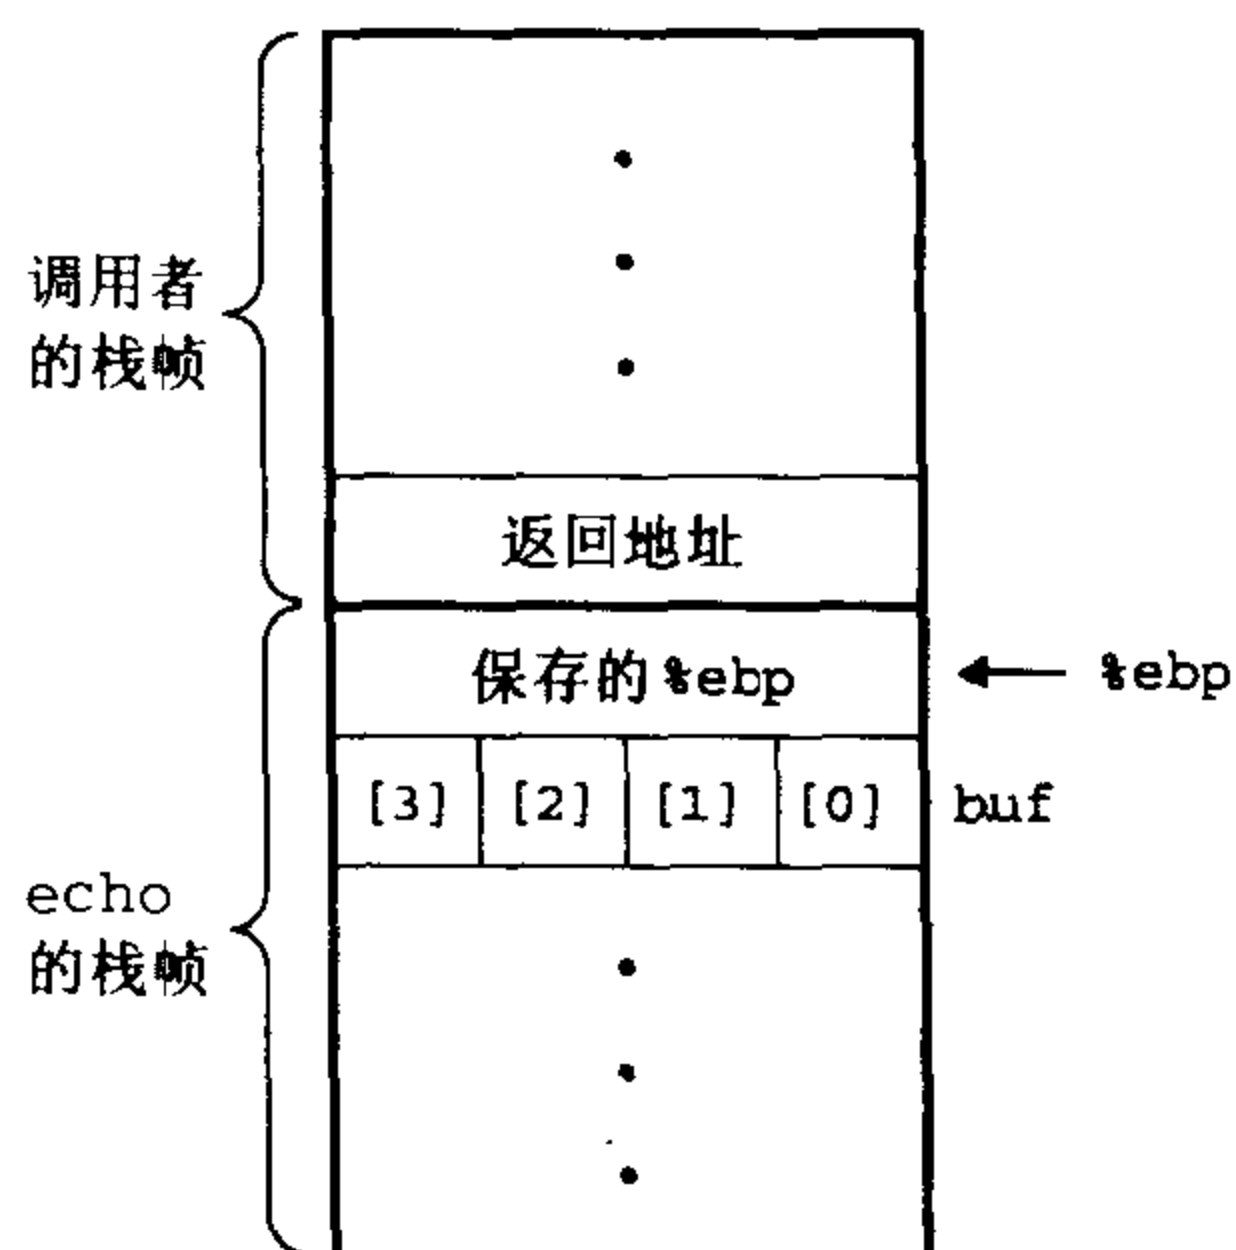 调用者
的栈帧
返回地址
保存的%ebp
%ebp
[3] [2] [1] [0]
buf
echo
的栈帧